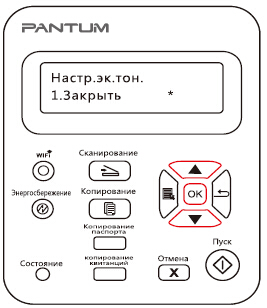 PANTUM
Настр.эк.тон.
1.Закрыть *
WiFi
Сканирование
Энергосбережение
Копирование
OK
Копирование
паспорта
Пуск
Состояние
копирование
квитанций
Отмена
X